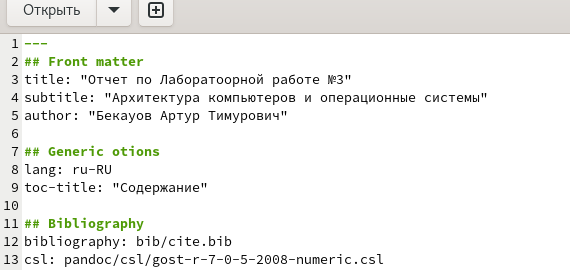 Открыть
1 ---
2 ## Front matter
3 title: "Отчет по Лаборатоорной работе №3"
4 subtitle: "Архитектура компьютеров и операционные системы"
5 author: "Бекауов Артур Тимурович"
6
7 ## Generic otions
8 lang: ru-RU
9 toc-title: "Содержание"
10
11 ## Bibliography
12 bibliography: bib/cite.bib
13 csl: pandoc/csl/gost-r-7-0-5-2008-numeric.csl